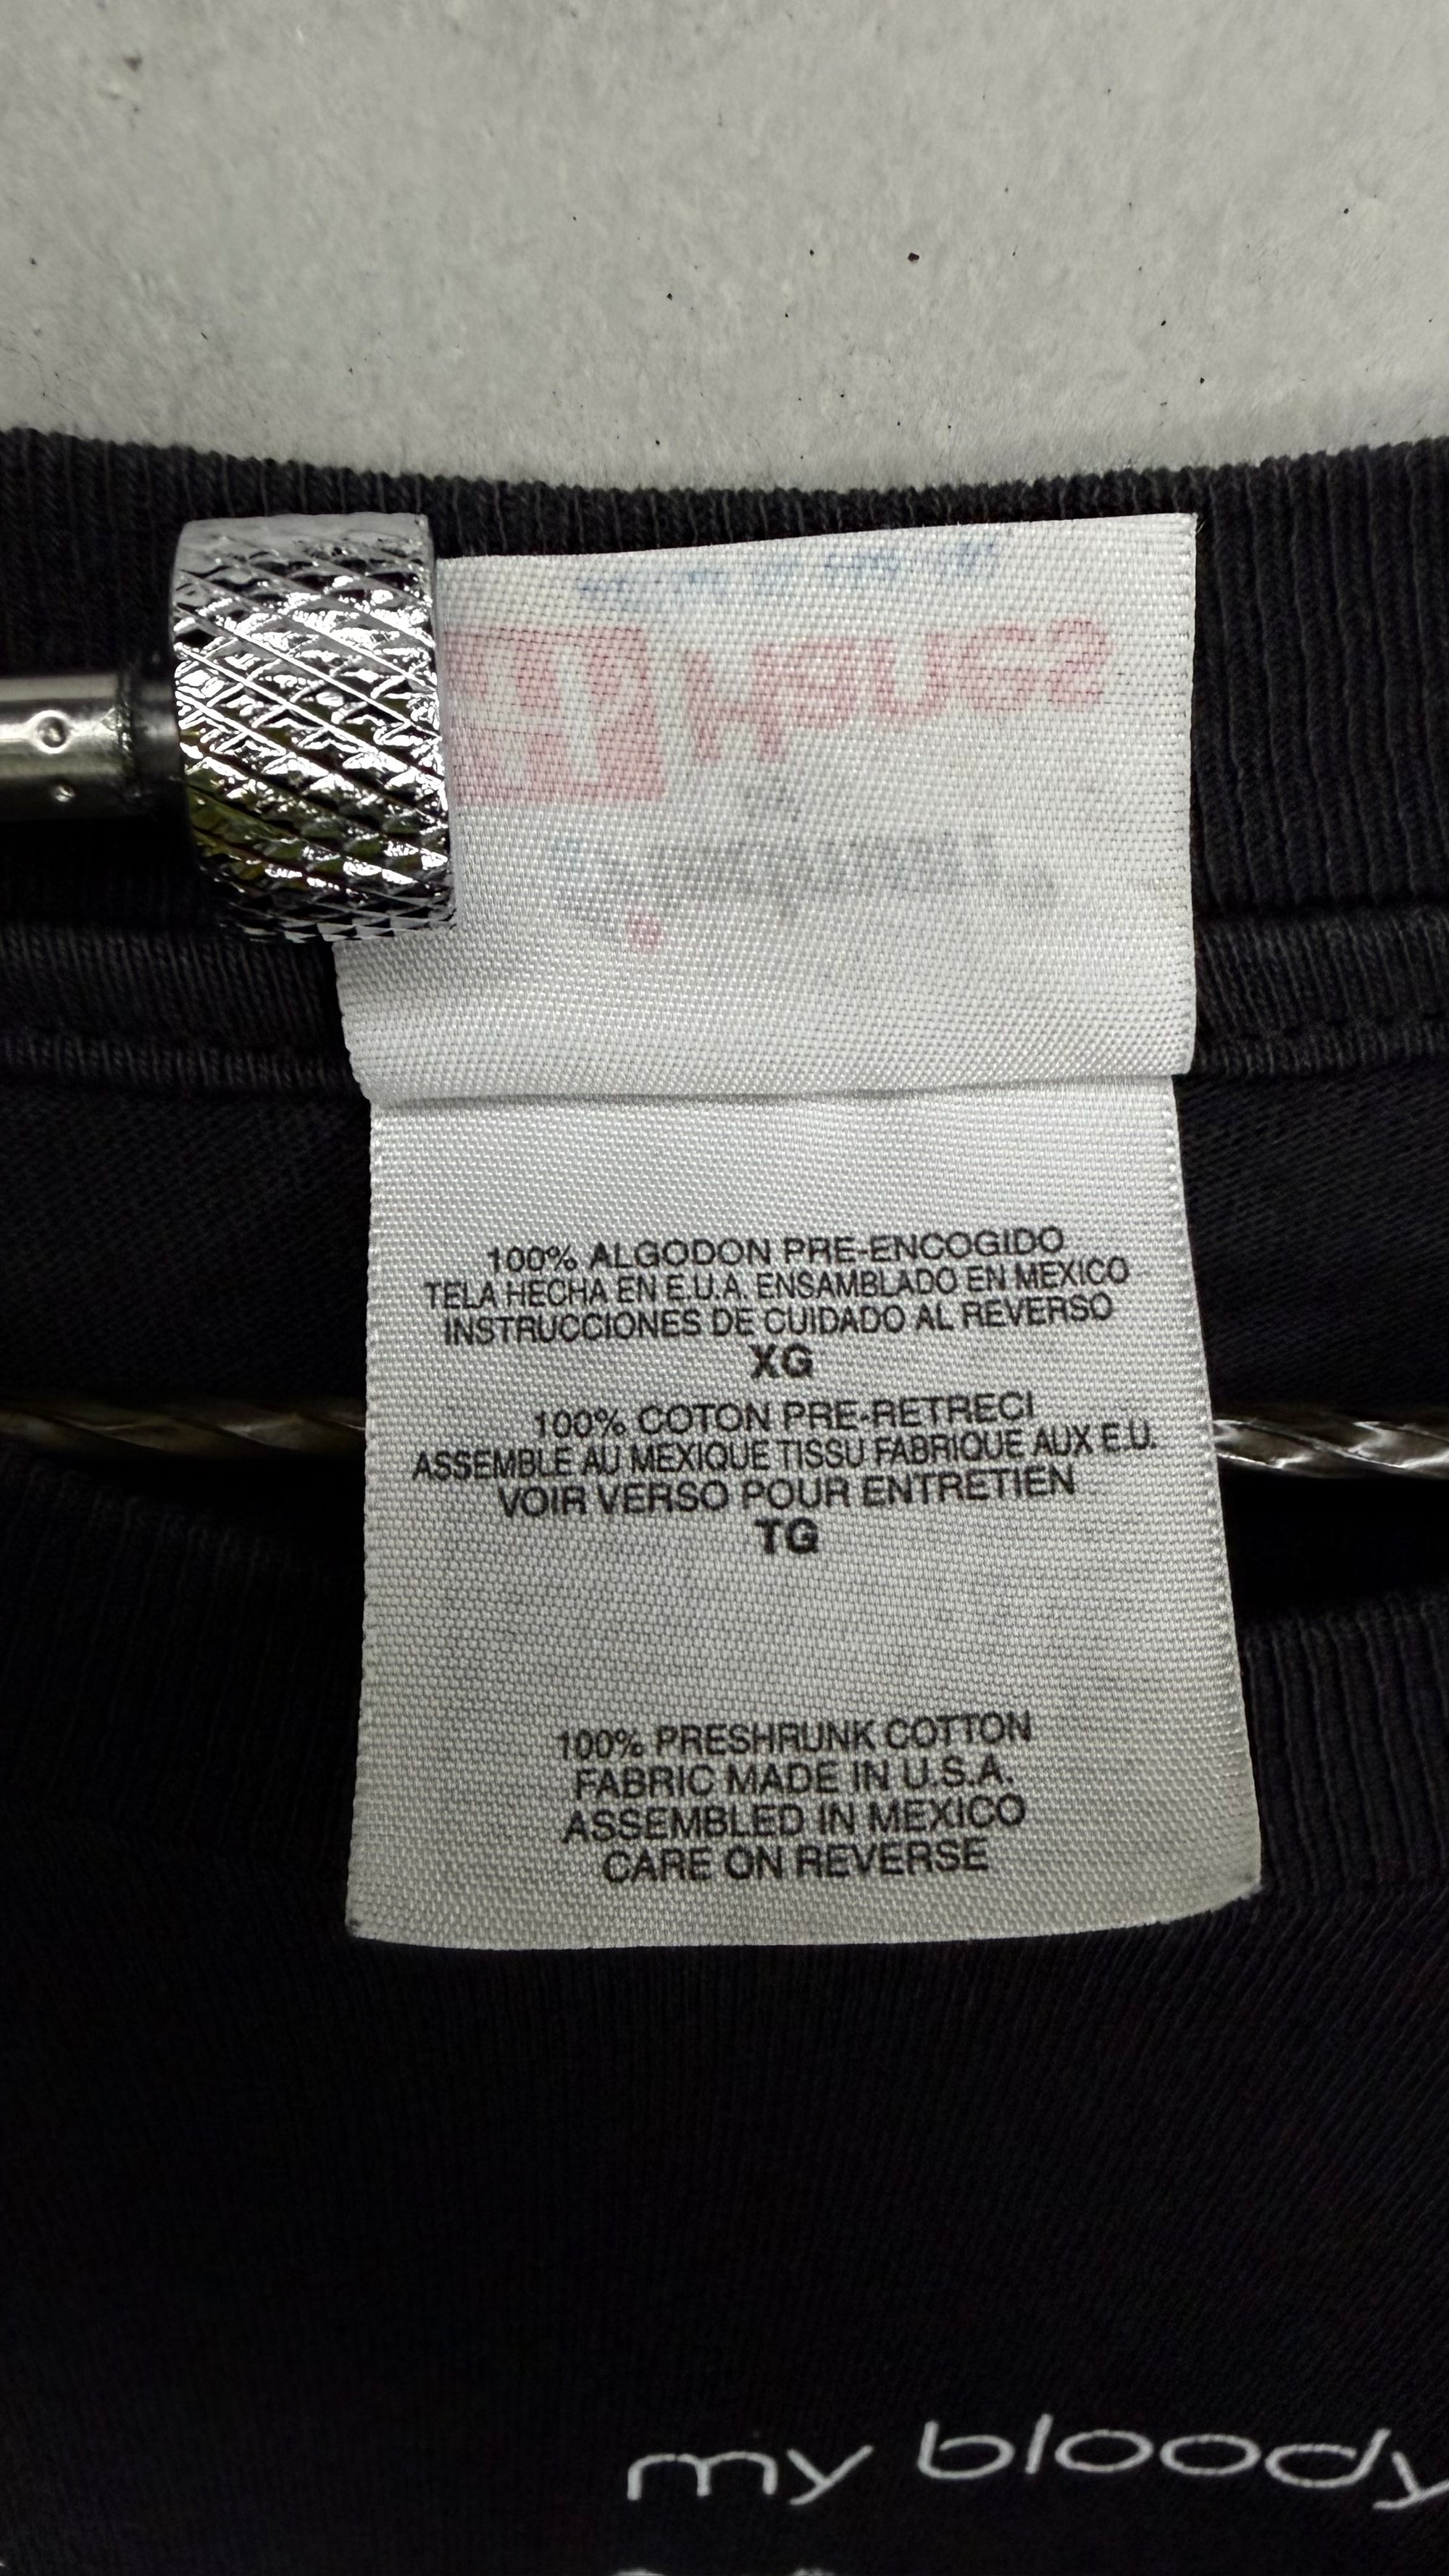 100% ALGODON PRE-ENCOGIDO
TELA HECHA EN E.U.A. ENSAMBLADO EN MEXICO
INSTRUCCIONES DE CUIDADO AL REVERSO
XG
100% COTON PRE-RETRECI
ASSEMBLE AU MEXIQUE TISSU FABRIQUE AUX E.U.
VOIR VERSO POUR ENTRETIEN
TG
100% PRESHRUNK COTTON
FABRIC MADE IN U.S.A.
ASSEMBLED IN MEXICO
CARE ON REVERSE
my bloody